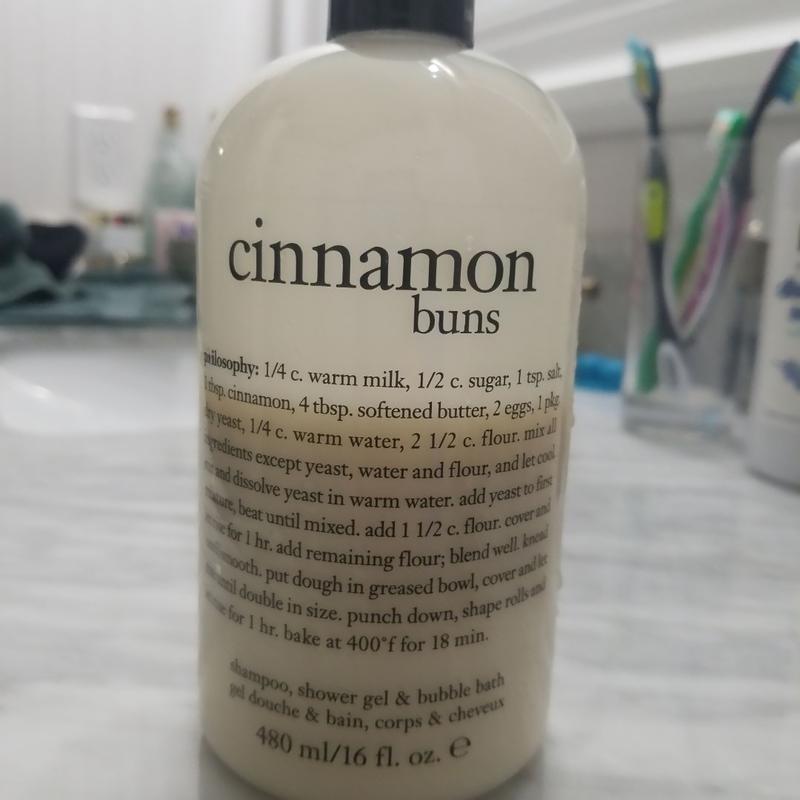 cinnamon
buns
philosophy: 1/4 c. warm milk, 1/2 c. sugar, 1 tsp. salt,
1 tbsp. cinnamon, 4 tbsp. softened butter, 2 eggs, 1 pkg.
dry yeast, 1/4 c. warm water, 2 1/2 c. flour. mix all
ingredients except yeast, water and flour, and let cool.
and dissolve yeast in warm water. add yeast to first
mixture, beat until mixed. add 1 1/2 c. flour. cover and
for 1 hr. add remaining flour; blend well. knead
smooth. put dough in greased bowl, cover and let
until double in size. punch down, shape rolls and
for 1 hr. bake at 400°f for 18 min.
shampoo, shower gel & bubble bath
gel douche & bain, corps & cheveux
480 ml/16 fl. oz. ℮